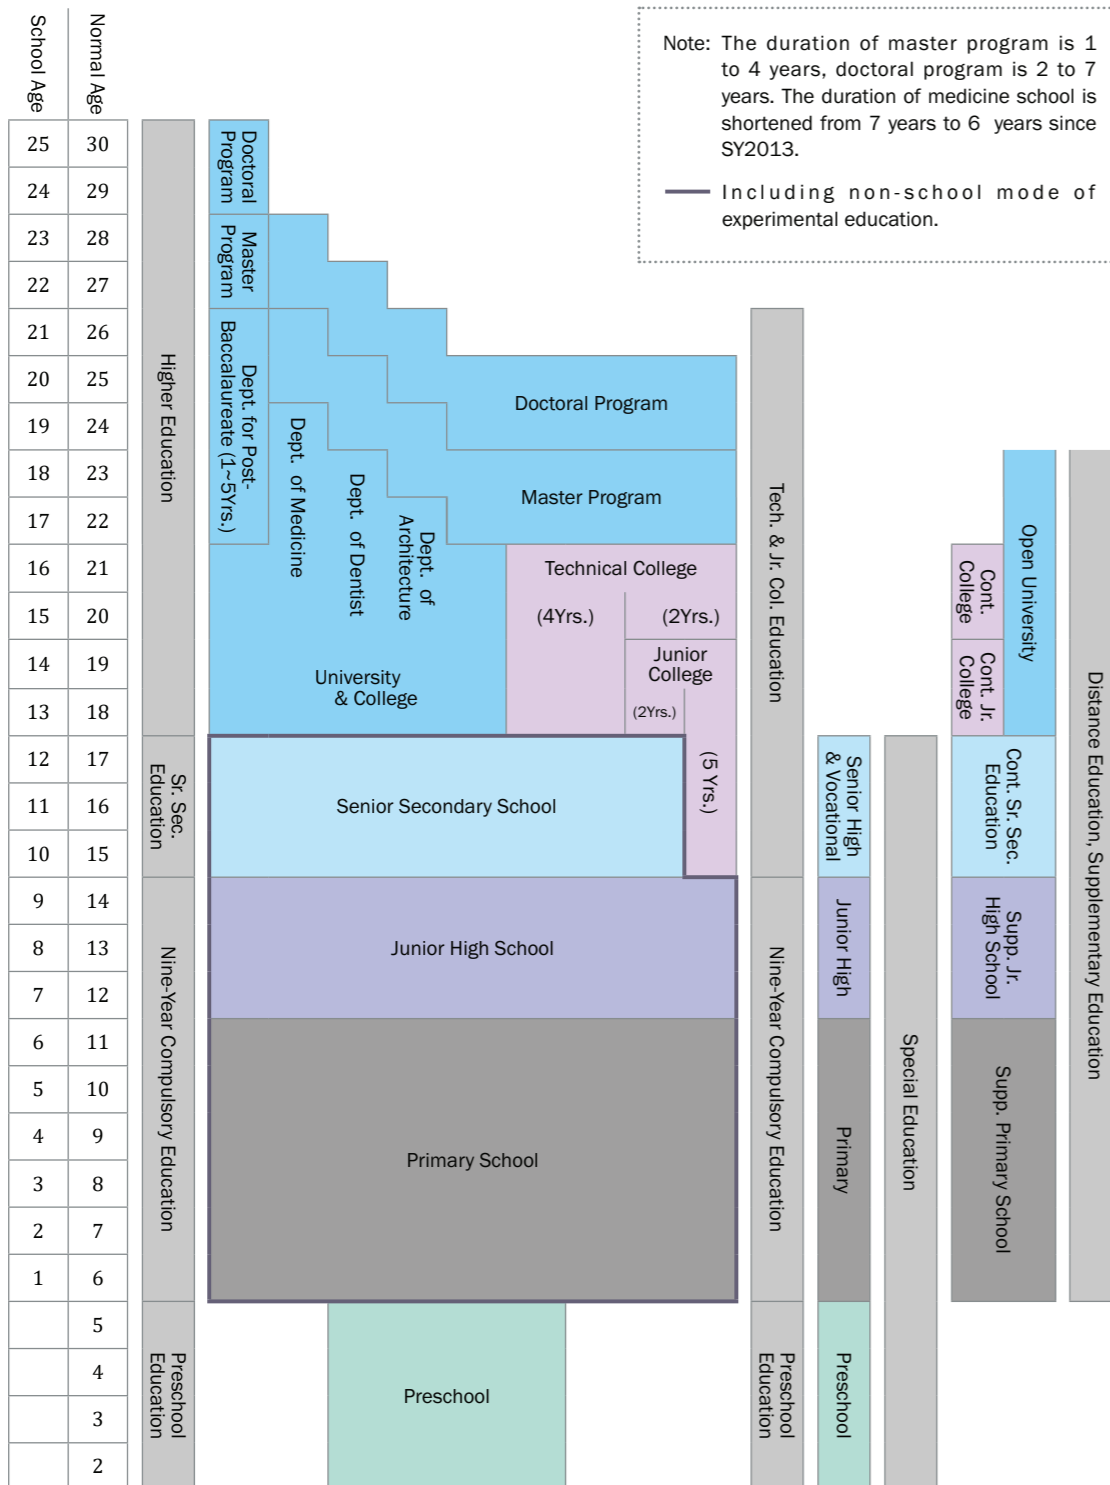 School Age
Normal Age
Note: The duration of master program is 1
to 4 years, doctoral program is 2 to 7
years. The duration of medicine school is
shortened from 7 years to 6 years since
SY2013.
Including non-school mode of
experimental education.
25 30
24 29
23 28
22 27
21 26
20 25
19 24
18 23
17 22
16 21
15 20
14 19
13 18
12 17
11 16
10 15
9 14
8 13
7 12
6 11
5 10
4 9
3 8
2 7
1 6
5
4
3
2
Higher Education
Sr. Sec.
Education
Nine-Year Compulsory Education
Preschool
Education
Doctoral
Program
Master
Program
Dept. for Post-
Baccalaureate (1~5Yrs.)
Dept. of Medicine
Dept. of Dentist
Dept. of
Architecture
Doctoral Program
Master Program
University
& College
Technical College
(4Yrs.)
(2Yrs.)
Junior
College
(2Yrs.)
(5 Yrs.)
Senior Secondary School
Junior High School
Primary School
Preschool
Tech. & Jr. Col. Education
Nine-Year Compulsory Education
Preschool
Education
Senior High
& Vocational
Junior High
Primary
Preschool
Special Education
Open University
Cont.
College
Cont. Jr.
College
Cont. Sr. Sec.
Education
Supp. Jr.
High School
Supp. Primary School
Distance Education, Supplementary Education